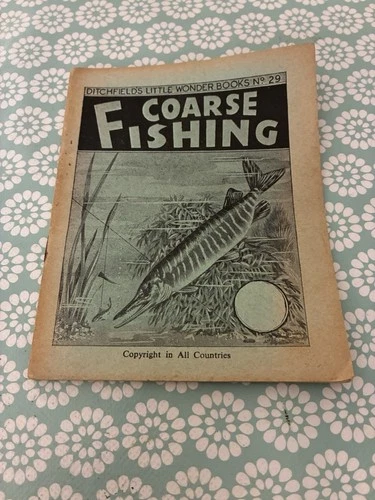 DITCHFIELD'S LITTLE WONDER BOOKS No 29
COARSE
FISHING
Copyright in All Countries